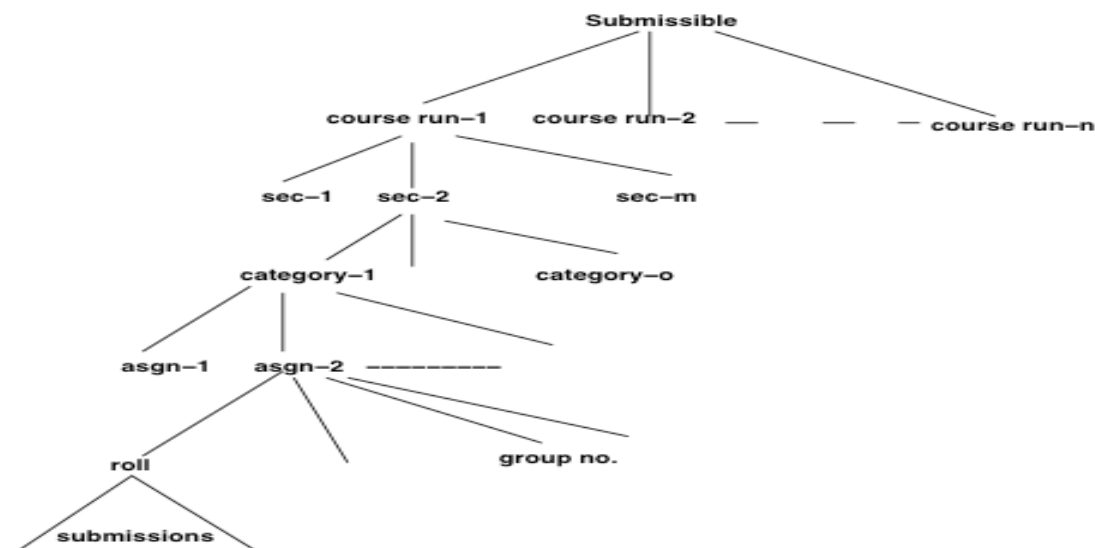 Submissible
course run–1 course run–2 — — – course run–n
sec–1 sec–2 sec–m
category–1 category–o
asgn–1 asgn–2 –––––––––
roll group no.
submissions